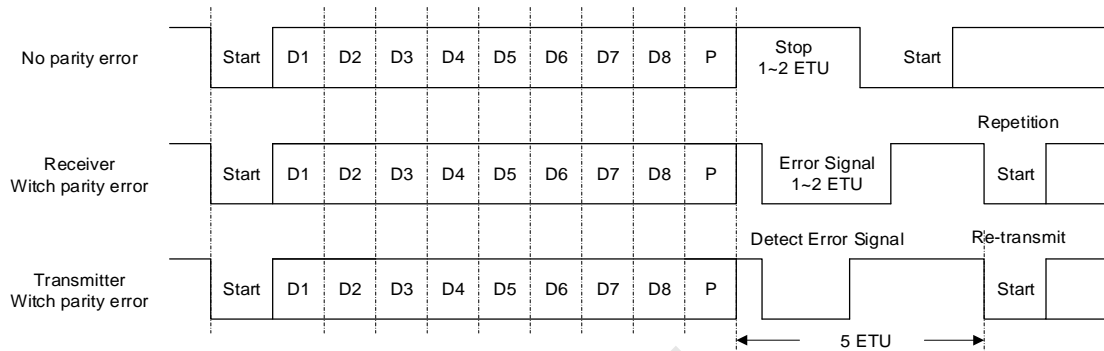 No parity error
Start D1 D2 D3 D4 D5 D6 D7 D8 P
Stop
1~2 ETU
Start
Repetition
Receiver
Witch parity error
Start D1 D2 D3 D4 D5 D6 D7 D8 P
Error Signal
1~2 ETU
Start
Detect Error Signal
Re-transmit
Transmitter
Witch parity error
Start D1 D2 D3 D4 D5 D6 D7 D8 P
Start
5 ETU